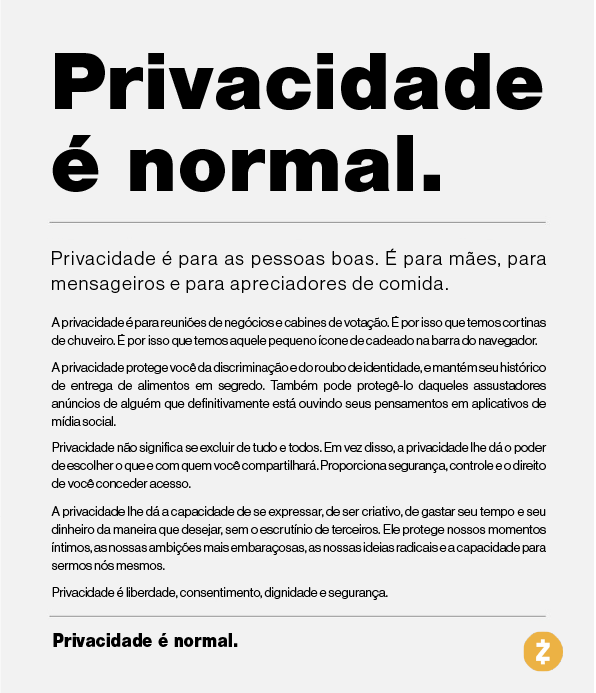 Privacidade
é normal.
Privacidade é para as pessoas boas. É para mães, para
mensageiros e para apreciadores de comida.
A privacidade é para reuniões de negócios e cabines de votação. É por isso que temos cortinas
de chuveiro. É por isso que temos aquele pequeno ícone de cadeado na barra do navegador.
A privacidade protege você da discriminação e do roubo de identidade, e mantém seu histórico
de entrega de alimentos em segredo. Também pode protegê-lo daqueles assustadores
anúncios de alguém que definitivamente está ouvindo seus pensamentos em aplicativos de
mídia social.
Privacidade não significa se excluir de tudo e todos. Em vez disso, a privacidade lhe dá o poder
de escolher o que e com quem você compartilhará. Proporciona segurança, controle e o direito
de você conceder acesso.
A privacidade lhe dá a capacidade de se expressar, de ser criativo, de gastar seu tempo e seu
dinheiro da maneira que desejar, sem o escrutínio de terceiros. Ele protege nossos momentos
íntimos, as nossas ambições mais embaraçosas, as nossas ideias radicais e a capacidade para
sermos nós mesmos.
Privacidade é liberdade, consentimento, dignidade e segurança.
Privacidade é normal.